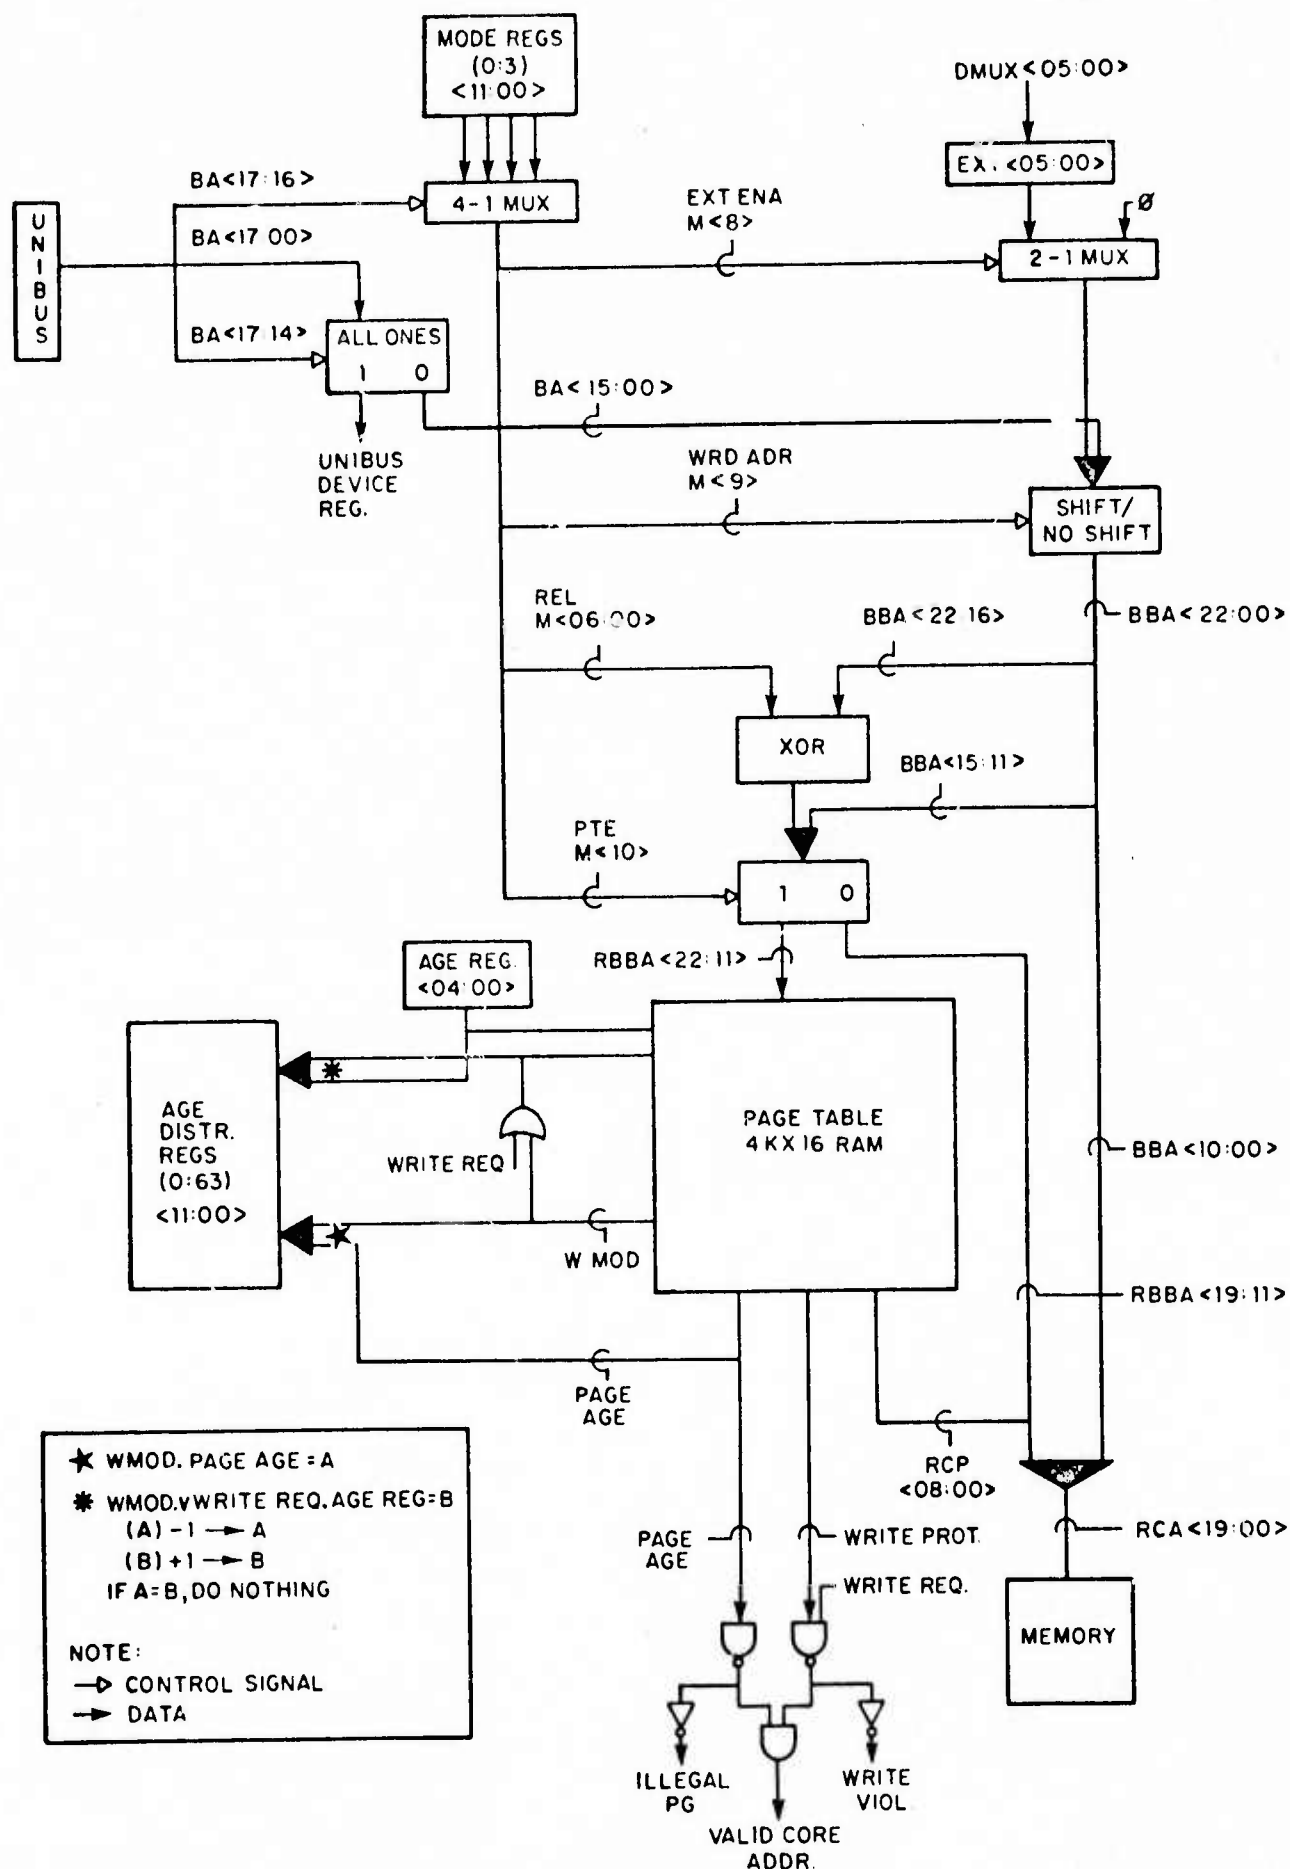 MODE REGS
(0:3)
<11:00>
DMUX<05:00>
EX.<05:00>
BA<17:16>
4-1 MUX
EXT ENA
M<8>
Ø
UNIBUS
BA<17 00>
2-1 MUX
BA<17 14>
ALL ONES
1 0
BA<15:00>
UNIBUS
DEVICE
REG.
WRD ADR
M<9>
SHIFT/
NO SHIFT
REL
M<06:00>
BBA<22 16>
BBA<22:00>
XOR
BBA<15:11>
PTE
M<10>
1 0
RBBA<22:11>
AGE REG.
<04:00>
AGE
DISTR.
REGS
(0:63)
<11:00>
PAGE TABLE
4KX16 RAM
WRITE REQ
BBA<10:00>
W MOD
RBBA<19:11>
PAGE
AGE
RCP
<08:00>
★ WMOD. PAGE AGE = A
✱ WMOD.vWRITE REQ. AGE REG=B
(A) -1 → A
(B) +1 → B
IF A=B, DO NOTHING
NOTE:
CONTROL SIGNAL
→ DATA
PAGE
AGE
WRITE PROT.
RCA<19:00>
WRITE REQ.
MEMORY
ILLEGAL
PG
WRITE
VIOL
VALID CORE
ADDR.